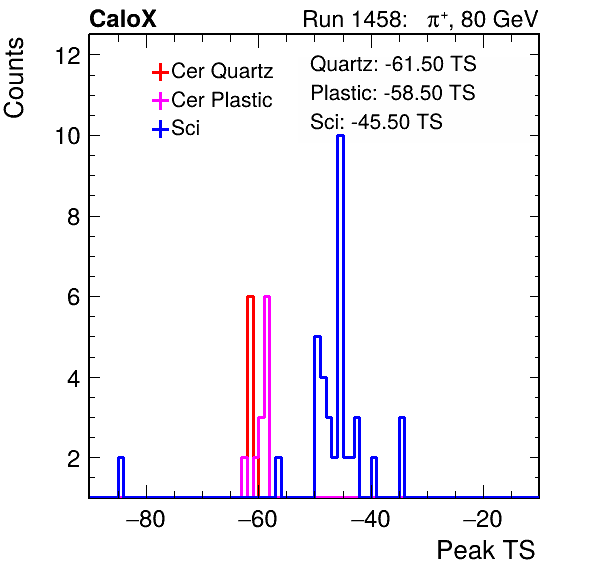 CaloX
Run 1458: π⁺, 80 GeV
Counts
12
10
8
6
4
2
Cer Quartz
Cer Plastic
Sci
Quartz: -61.50 TS
Plastic: -58.50 TS
Sci: -45.50 TS
−80 −60 −40 −20
Peak TS